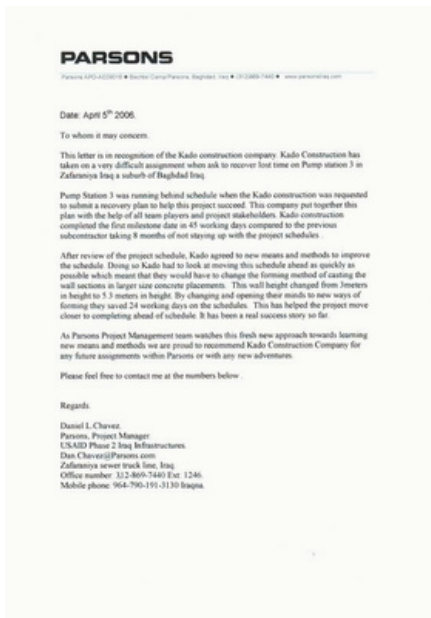 PARSONS
Parsons APO-AE09316 ● Bechtel Camp/Parsons, Baghdad, Iraq ● (312)869-7440 ● www.parsonsiraq.com
Date: April 5th 2006.
To whom it may concern.
This letter is in recognition of the Kado construction company. Kado Construction has
taken on a very difficult assignment when ask to recover lost time on Pump station 3 in
Zafaraniya Iraq a suburb of Baghdad Iraq.
Pump Station 3 was running behind schedule when the Kado construction was requested
to submit a recovery plan to help this project succeed. This company put together this
plan with the help of all team players and project stakeholders. Kado construction
completed the first milestone date in 45 working days compared to the previous
subcontractor taking 8 months of not staying up with the project schedules .
After review of the project schedule, Kado agreed to new means and methods to improve
the schedule. Doing so Kado had to look at moving this schedule ahead as quickly as
possible which meant that they would have to change the forming method of casting the
wall sections in larger size concrete placements. This wall height changed from 3meters
in height to 5.3 meters in height. By changing and opening their minds to new ways of
forming they saved 24 working days on the schedules. This has helped the project move
closer to completing ahead of schedule. It has been a real success story so far.
As Parsons Project Management team watches this fresh new approach towards learning
new means and methods we are proud to recommend Kado Construction Company for
any future assignments within Parsons or with any new adventures.
Please feel free to contact me at the numbers below .
Regards.
Daniel L.Chavez.
Parsons, Project Manager.
USAID Phase 2 Iraq Infrastructures.
Dan.Chavez@Parsons.com
Zafaraniya sewer truck line, Iraq
Office number: 312-869-7440 Ext: 1246.
Mobile phone: 964-790-191-3130 Iraqna.